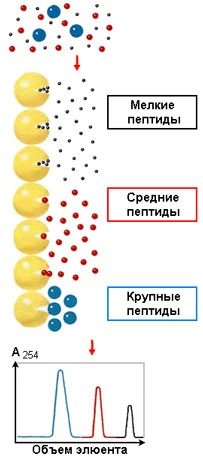 Мелкие
пептиды
Средние
пептиды
Крупные
пептиды
A 254
Объем элюента